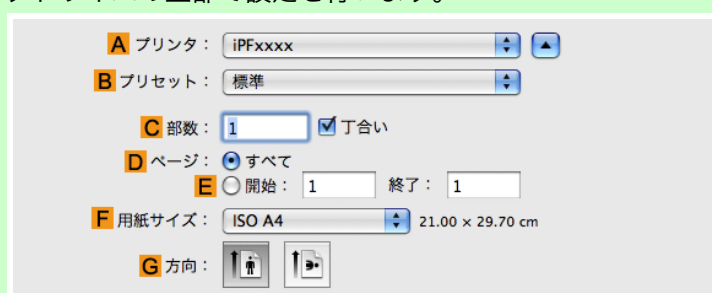 A プリンタ： iPFxxxx
B プリセット： 標準
C 部数： 1 丁合い
D ページ： すべて
E 開始： 1 終了： 1
F 用紙サイズ： ISO A4 21.00 × 29.70 cm
G 方向：